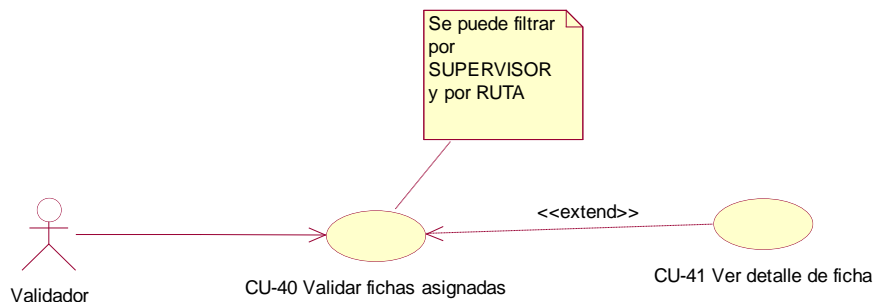 Se puede filtrar
por
SUPERVISOR
y por RUTA
<<extend>>
Validador
CU-40 Validar fichas asignadas
CU-41 Ver detalle de ficha